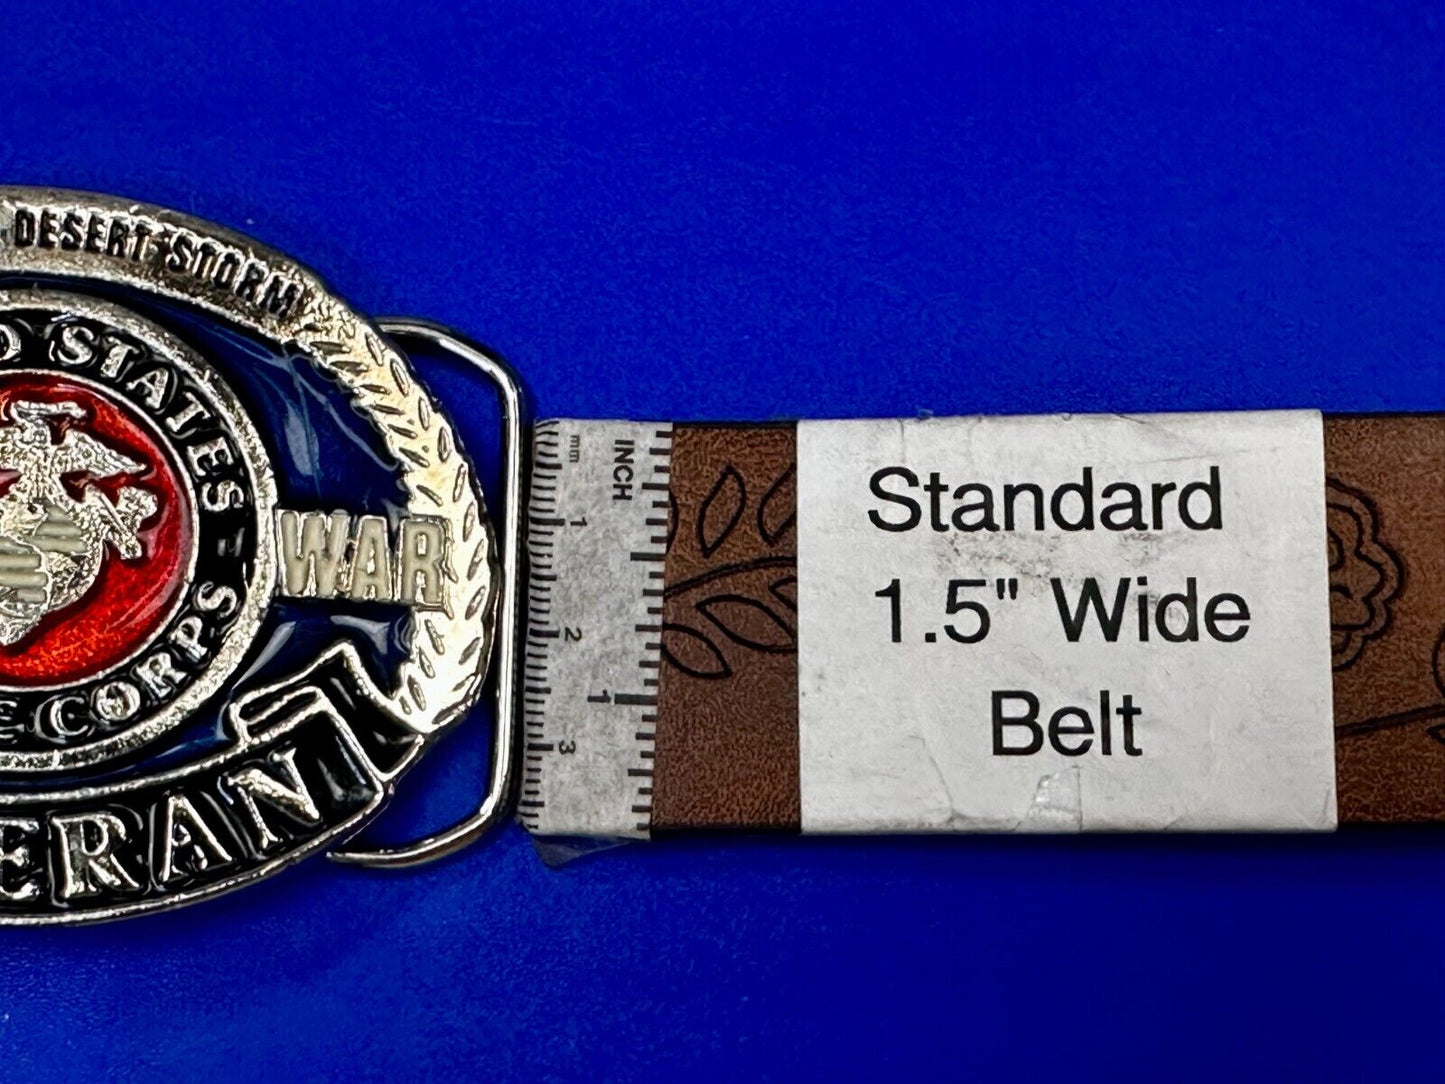 DESERT STORM
D STATES
CORPS
WAR
ERAN
mm
INCH
1
2
1
3
Standard
1.5" Wide
Belt